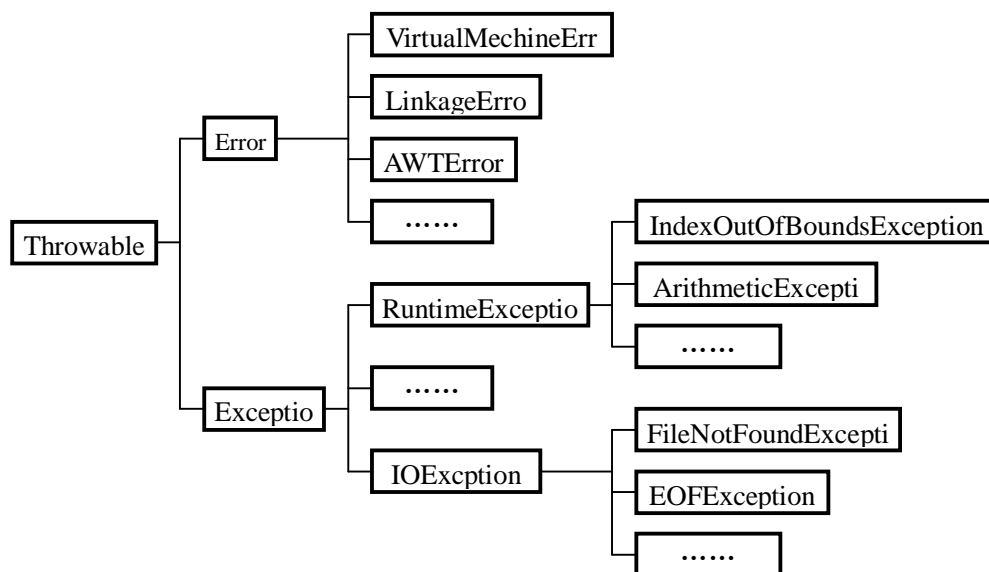 VirtualMechineErr
LinkageErro
Error
AWTError
……
IndexOutOfBoundsException
Throwable
ArithmeticExcepti
RuntimeExceptio
……
……
Exceptio
FileNotFoundExcepti
IOExcption
EOFException
……